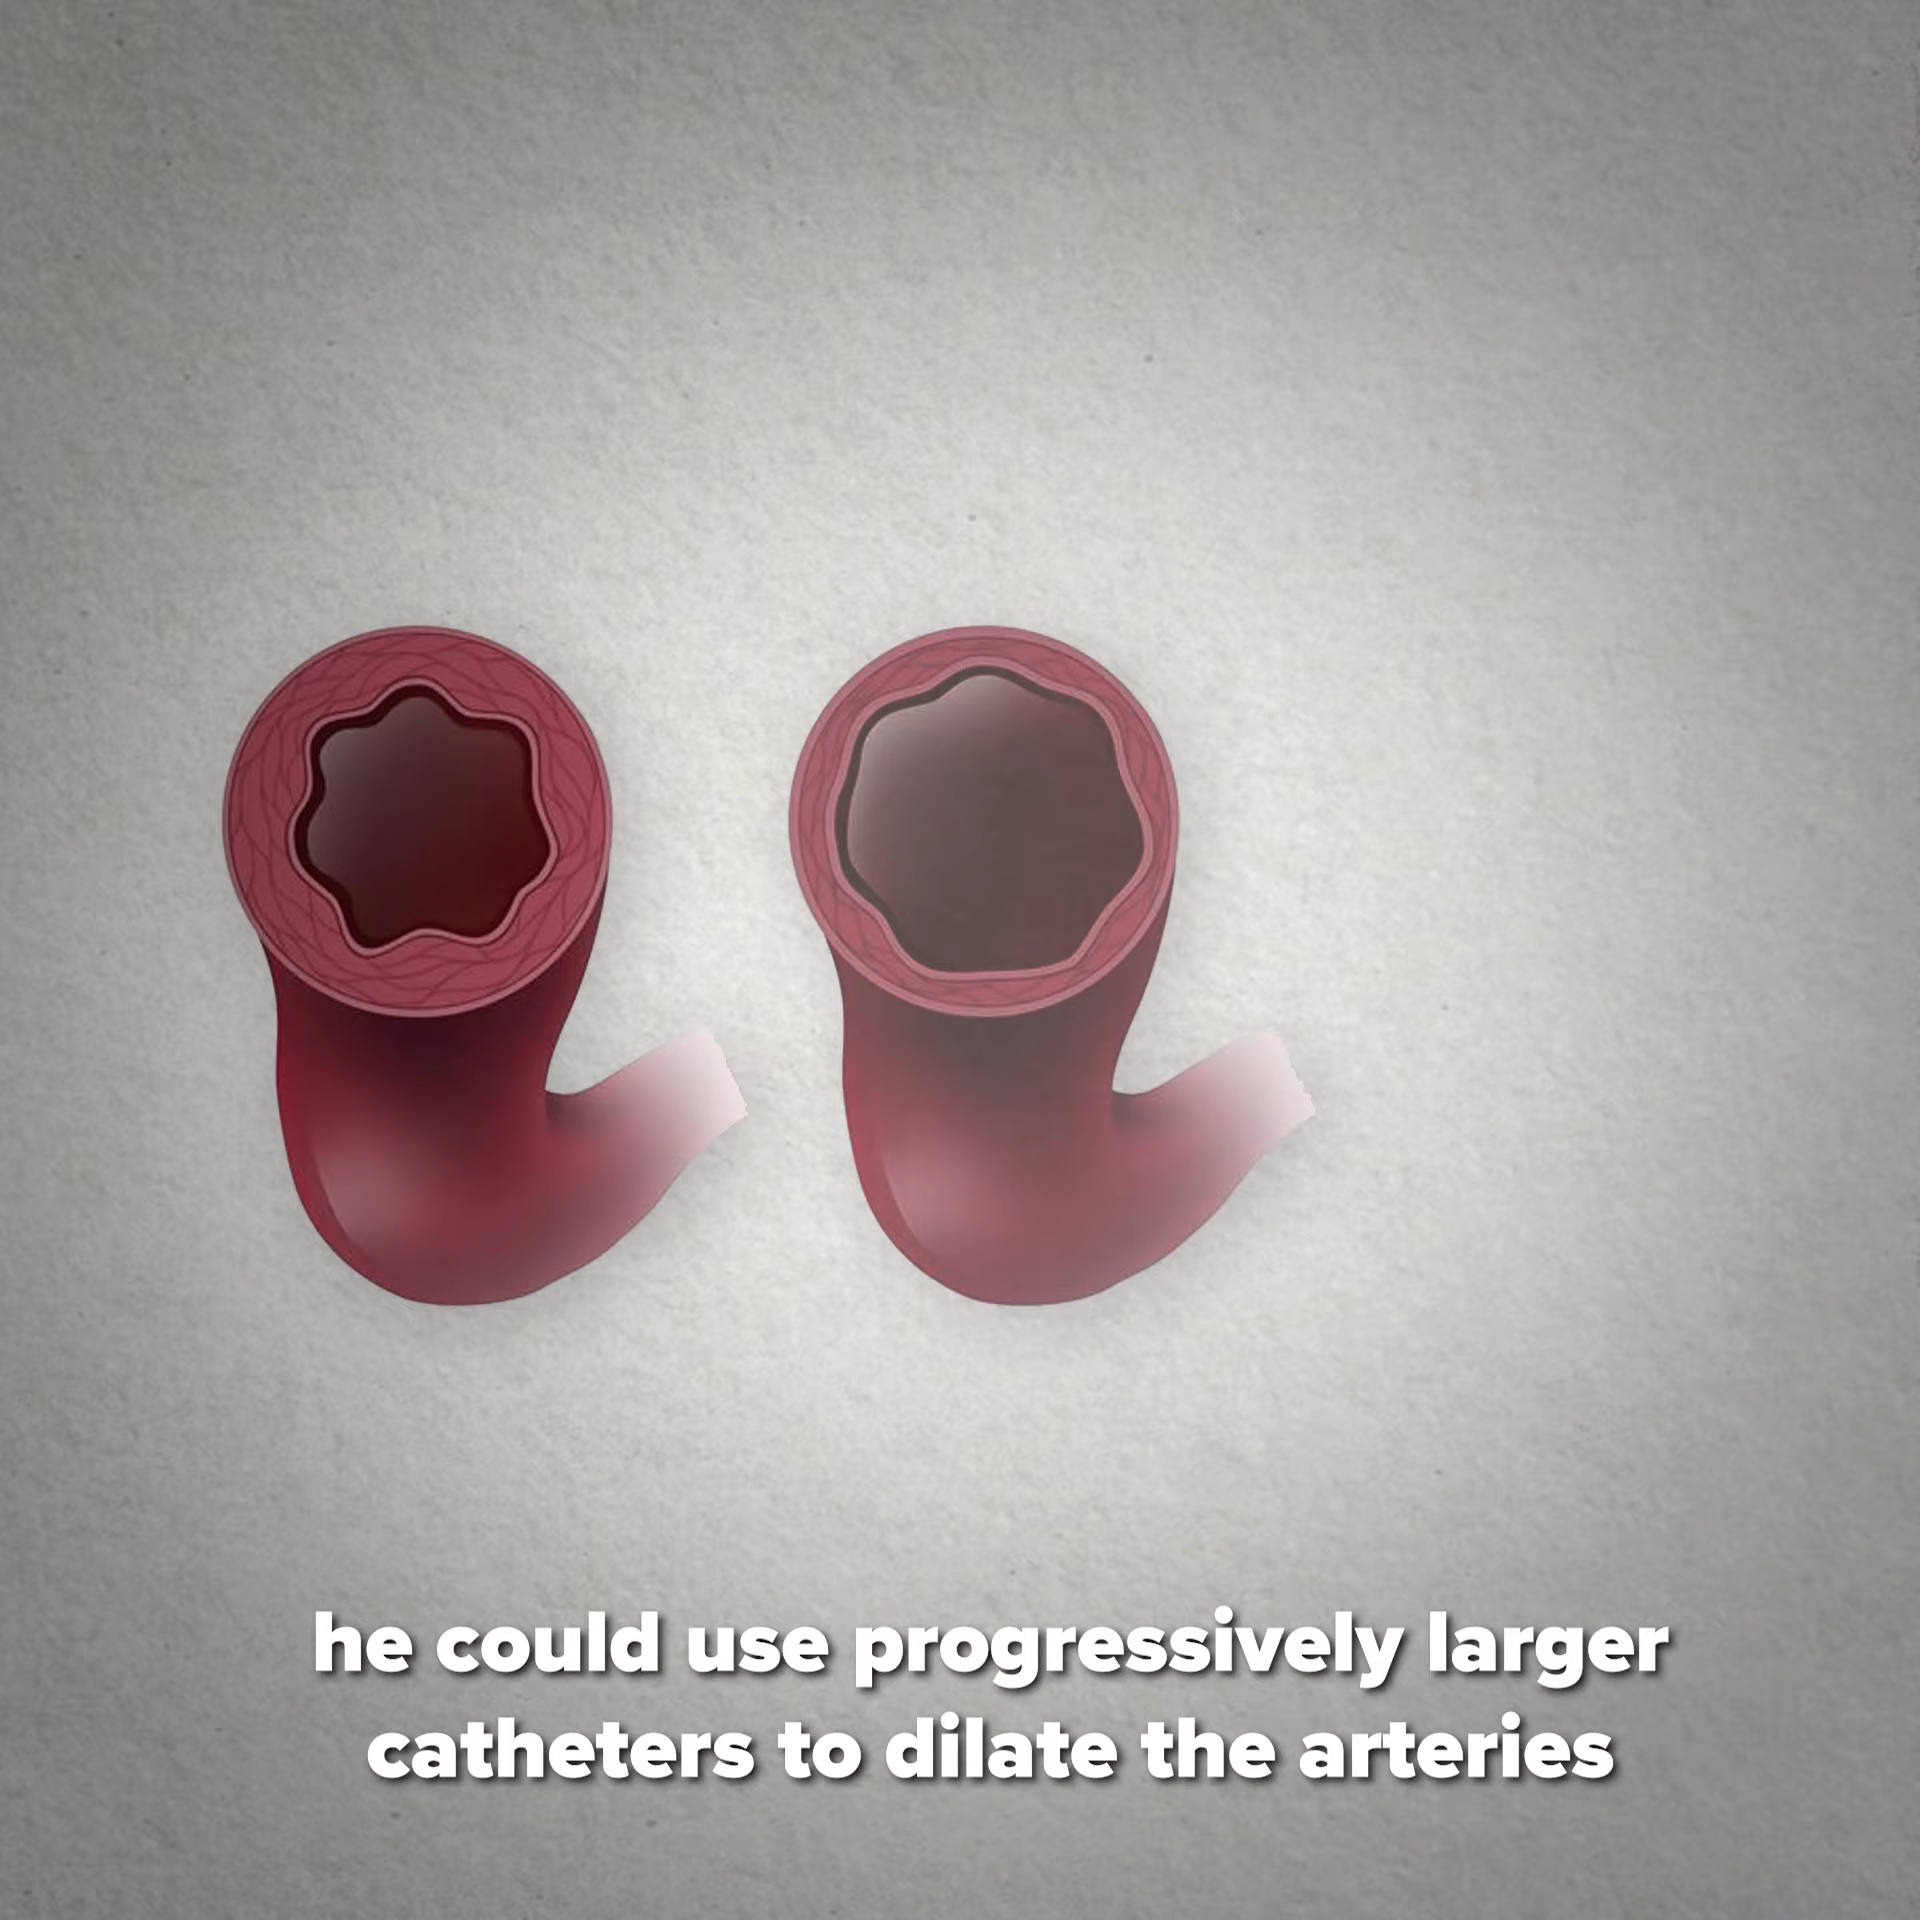 he could use progressively larger
catheters to dilate the arteries